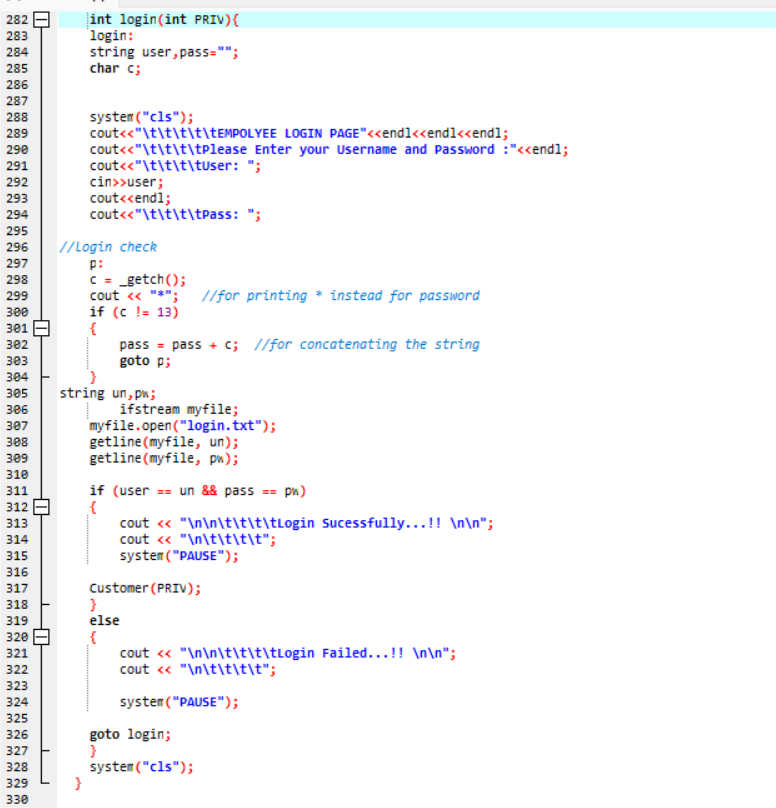 282 int login(int PRIV){
283 login:
284 string user,pass="";
285 char c;
286
287
288 system("cls");
289 cout<<"\t\t\t\t\tEMPOLYEE LOGIN PAGE"<<endl<<endl<<endl;
290 cout<<"\t\t\t\tPlease Enter your Username and Password :"<<endl;
291 cout<<"\t\t\t\tUser: ";
292 cin>>user;
293 cout<<endl;
294 cout<<"\t\t\t\tPass: ";
295
296 //Login check
297 p:
298 c = _getch();
299 cout << "*"; //for printing * instead for password
300 if (c != 13)
301 {
302 pass = pass + c; //for concatenating the string
303 goto p;
304 }
305 string un,pw;
306 ifstream myfile;
307 myfile.open("login.txt");
308 getline(myfile, un);
309 getline(myfile, pw);
310
311 if (user == un && pass == pw)
312 {
313 cout << "\n\n\t\t\t\tLogin Sucessfully...!! \n\n";
314 cout << "\n\t\t\t\t";
315 system("PAUSE");
316
317 Customer(PRIV);
318 }
319 else
320 {
321 cout << "\n\n\t\t\t\tLogin Failed...!! \n\n";
322 cout << "\n\t\t\t\t";
323
324 system("PAUSE");
325
326 goto login;
327 }
328 system("cls");
329 }
330